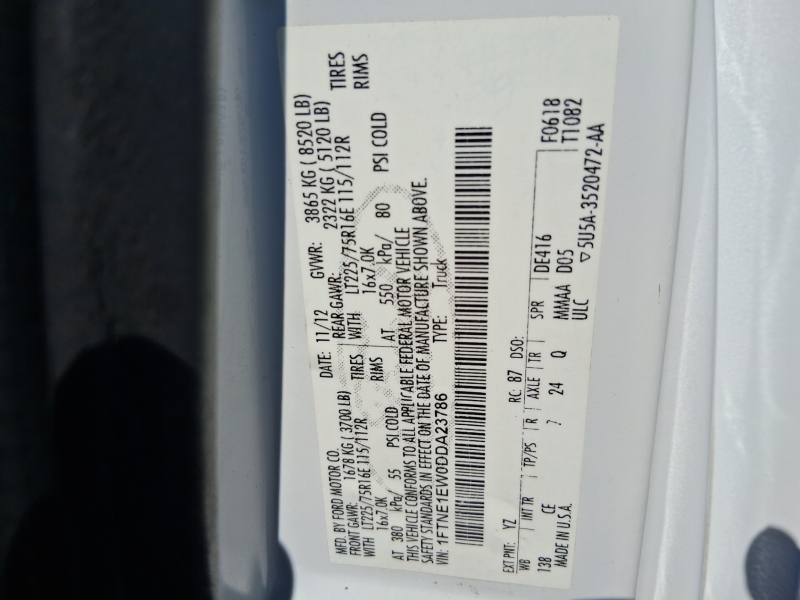 MFD. BY FORD MOTOR CO. DATE: 11/12 GVWR: 3865 KG ( 8520 LB)
FRONT GAWR: 1678 KG (3700 LB) REAR GAWR: 2322 KG ( 5120 LB)
WITH LT225/75R16E 115/112R TIRES WITH: LT225/75R16E 115/112R TIRES
16x7.0K RIMS 16x7.0K RIMS
AT 380 kPa/ 55 PSI COLD AT 550 kPa/ 80 PSI COLD
THIS VEHICLE CONFORMS TO ALL APPLICABLE FEDERAL MOTOR VEHICLE
SAFETY STANDARDS IN EFFECT ON THE DATE OF MANUFACTURE SHOWN ABOVE.
VIN: 1FTNE1EW0DDA23786 TYPE: Truck
EXT PNT: YZ RC: 87 DSO: F0618
WB INT TR TP/PS R AXLE TR SPR DE416 T1082
138 CE 7 24 Q MMAA D05
MADE IN U.S.A. ULC ▽5U5A-3520472-AA